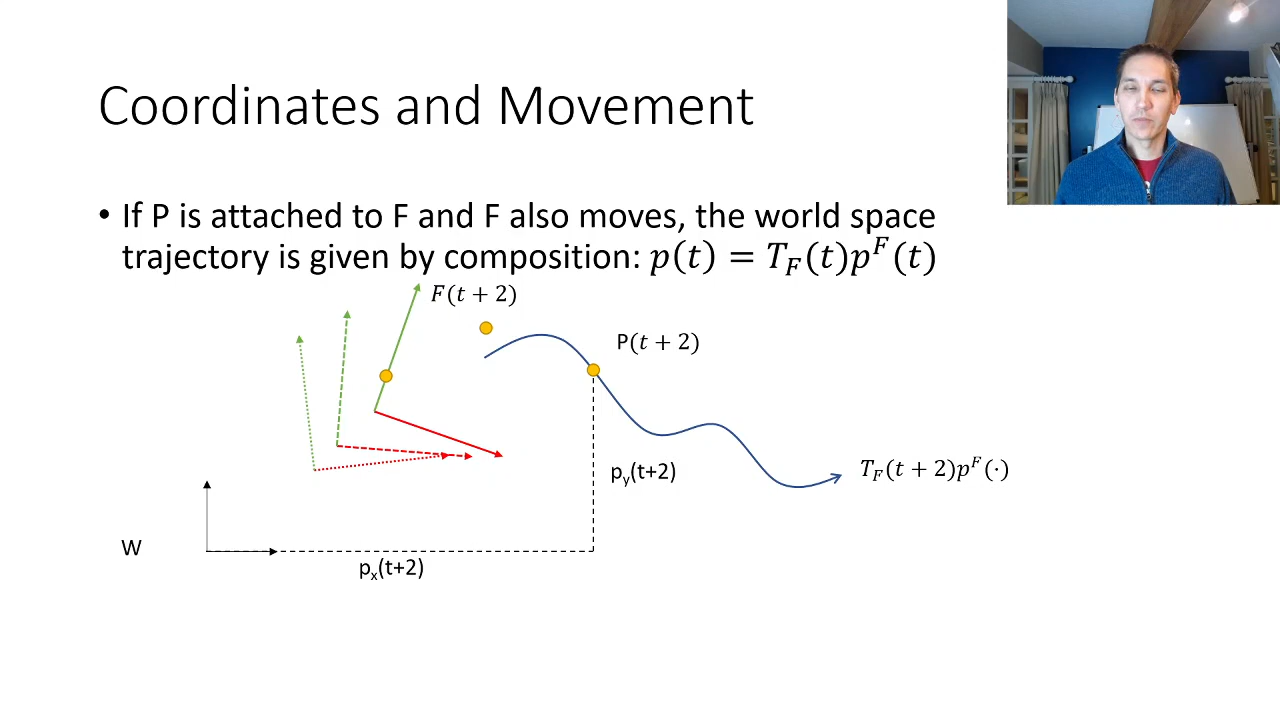 Coordinates and Movement
• If P is attached to F and F also moves, the world space
trajectory is given by composition: p(t) = T_F(t)p^F(t)
F(t + 2)
P(t + 2)
p_y(t+2)
T_F(t + 2)p^F(·)
W
p_x(t+2)